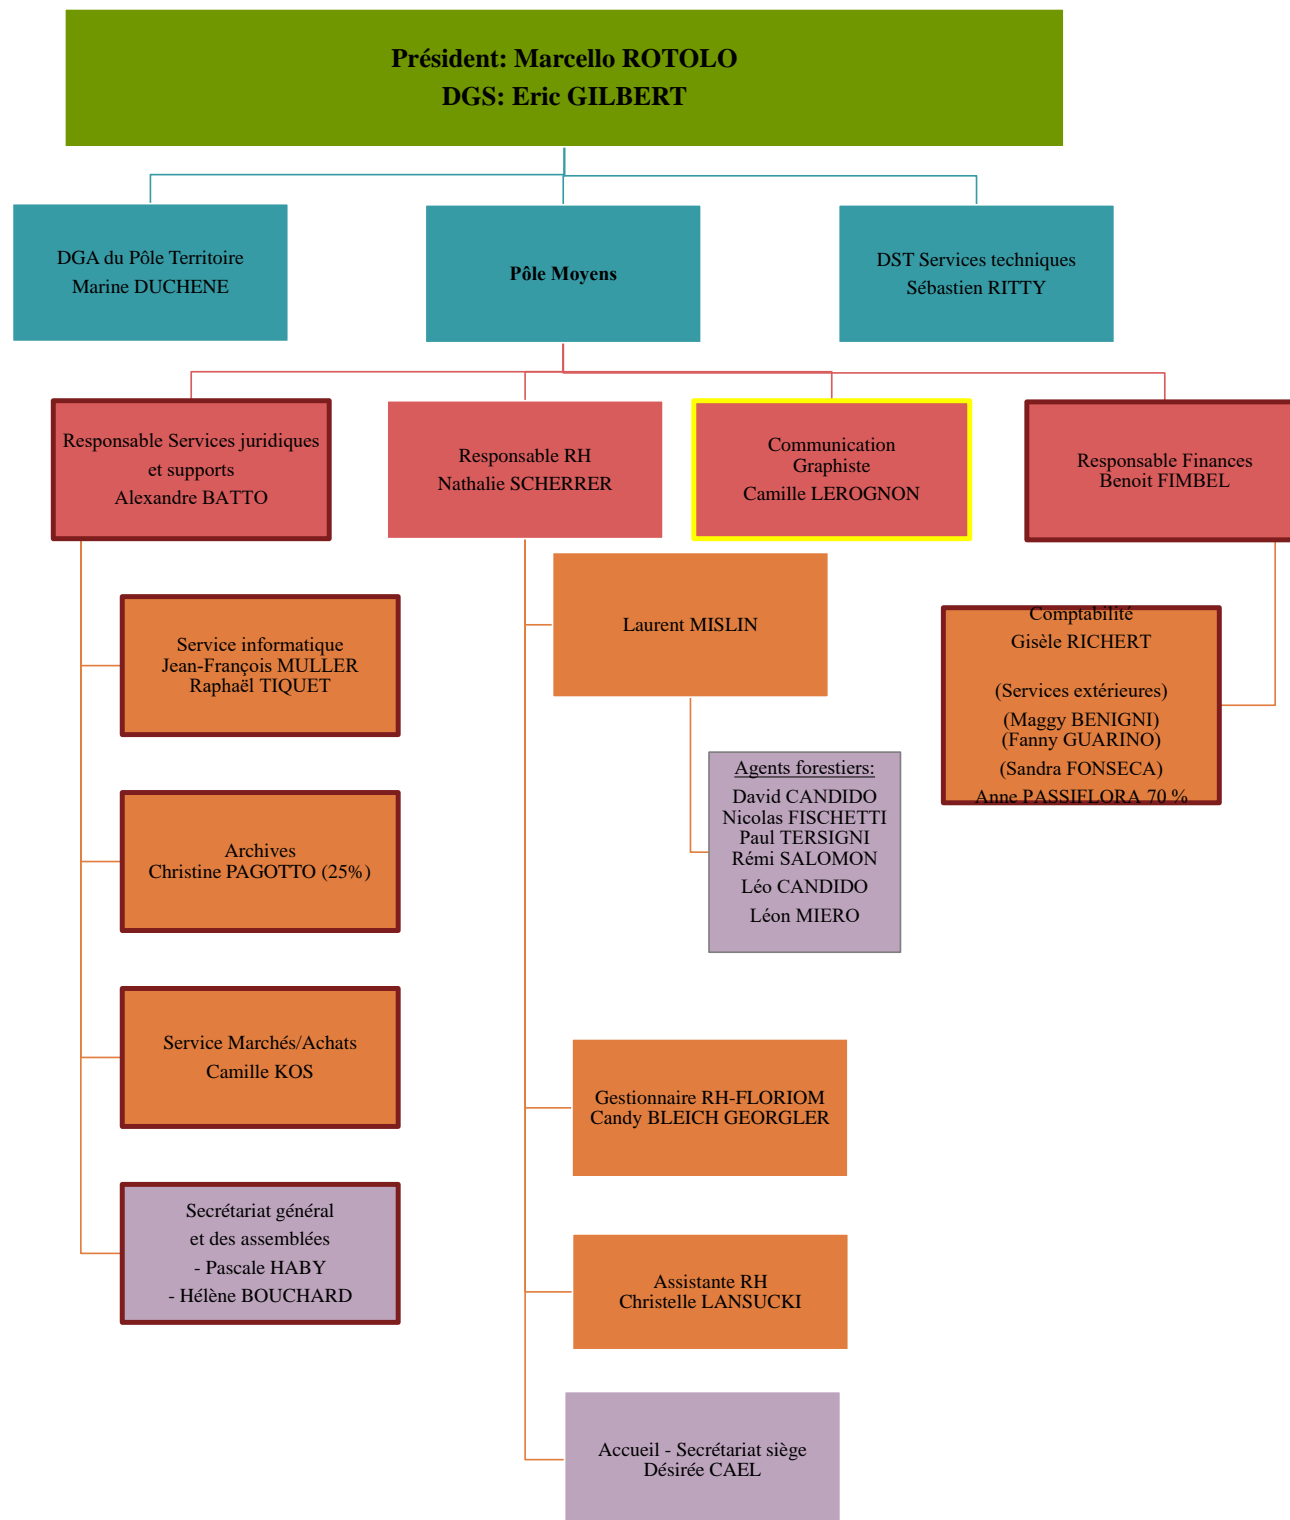 Président: Marcello ROTOLO
DGS: Eric GILBERT
DGA du Pôle Territoire
Marine DUCHENE
Pôle Moyens
DST Services techniques
Sébastien RITTY
Responsable Services juridiques
et supports
Alexandre BATTO
Responsable RH
Nathalie SCHERRER
Communication
Graphiste
Camille LEROGNON
Responsable Finances
Benoit FIMBEL
Service informatique
Jean-François MULLER
Raphaël TIQUET
Archives
Christine PAGOTTO (25%)
Service Marchés/Achats
Camille KOS
Secrétariat général
et des assemblées
- Pascale HABY
- Hélène BOUCHARD
Laurent MISLIN
Agents forestiers:
David CANDIDO
Nicolas FISCHETTI
Paul TERSIGNI
Rémi SALOMON
Léo CANDIDO
Léon MIERO
Gestionnaire RH-FLORIOM
Candy BLEICH GEORGLER
Assistante RH
Christelle LANSUCKI
Accueil - Secrétariat siège
Désirée CAEL
Comptabilité
Gisèle RICHERT
(Services extérieures)
(Maggy BENIGNI)
(Fanny GUARINO)
(Sandra FONSECA)
Anne PASSIFLORA 70 %